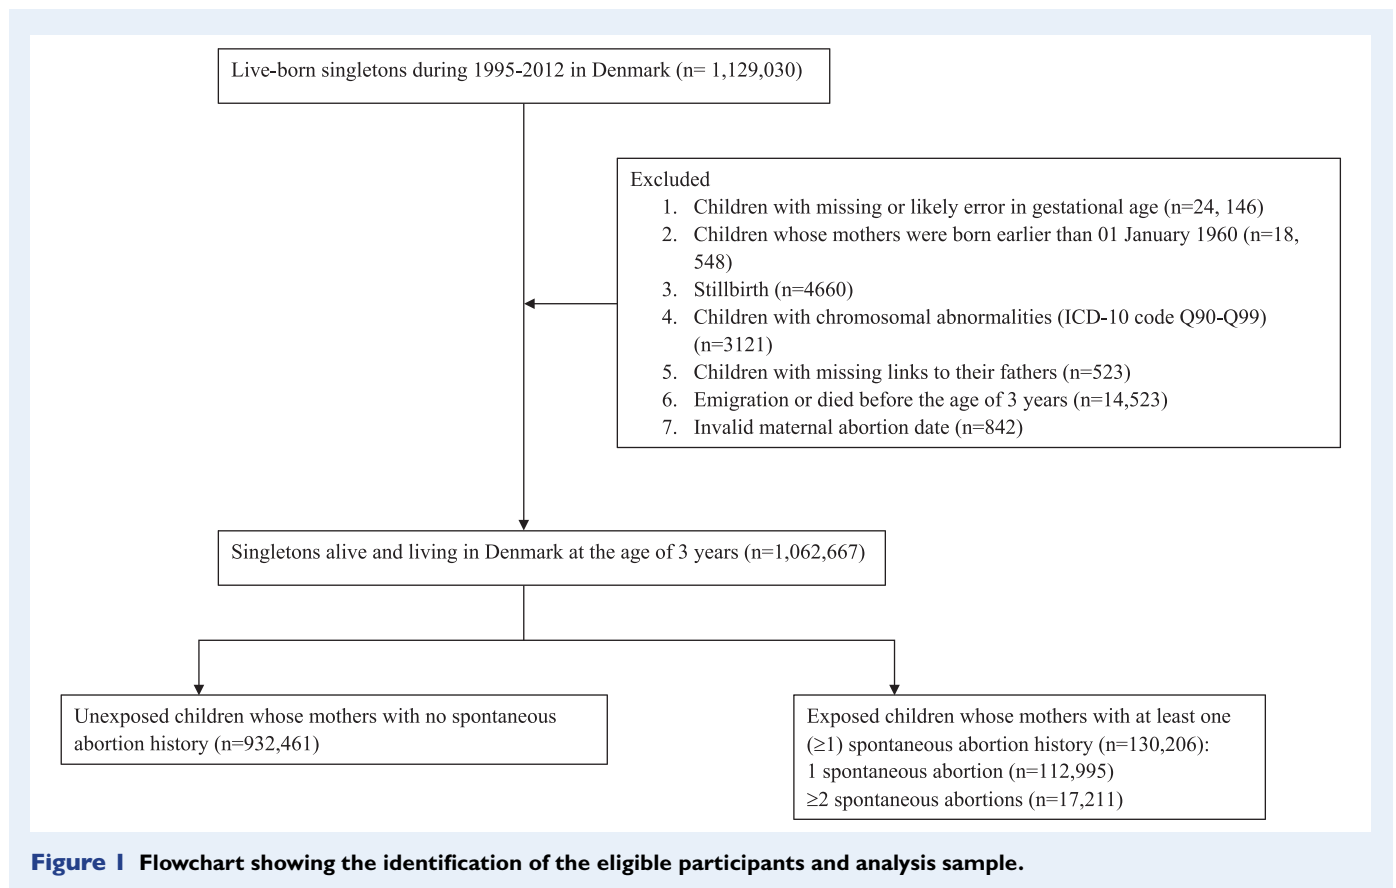 Live-born singletons during 1995-2012 in Denmark (n= 1,129,030)
Excluded
1. Children with missing or likely error in gestational age (n=24, 146)
2. Children whose mothers were born earlier than 01 January 1960 (n=18,
548)
3. Stillbirth (n=4660)
4. Children with chromosomal abnormalities (ICD-10 code Q90-Q99)
(n=3121)
5. Children with missing links to their fathers (n=523)
6. Emigration or died before the age of 3 years (n=14,523)
7. Invalid maternal abortion date (n=842)
Singletons alive and living in Denmark at the age of 3 years (n=1,062,667)
Unexposed children whose mothers with no spontaneous
abortion history (n=932,461)
Exposed children whose mothers with at least one
(≥1) spontaneous abortion history (n=130,206):
1 spontaneous abortion (n=112,995)
≥2 spontaneous abortions (n=17,211)
Figure 1 Flowchart showing the identification of the eligible participants and analysis sample.